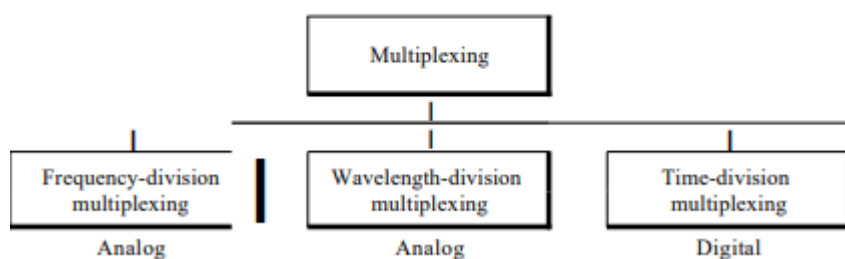 Multiplexing
Frequency-division
multiplexing
Wavelength-division
multiplexing
Time-division
multiplexing
Analog
Analog
Digital